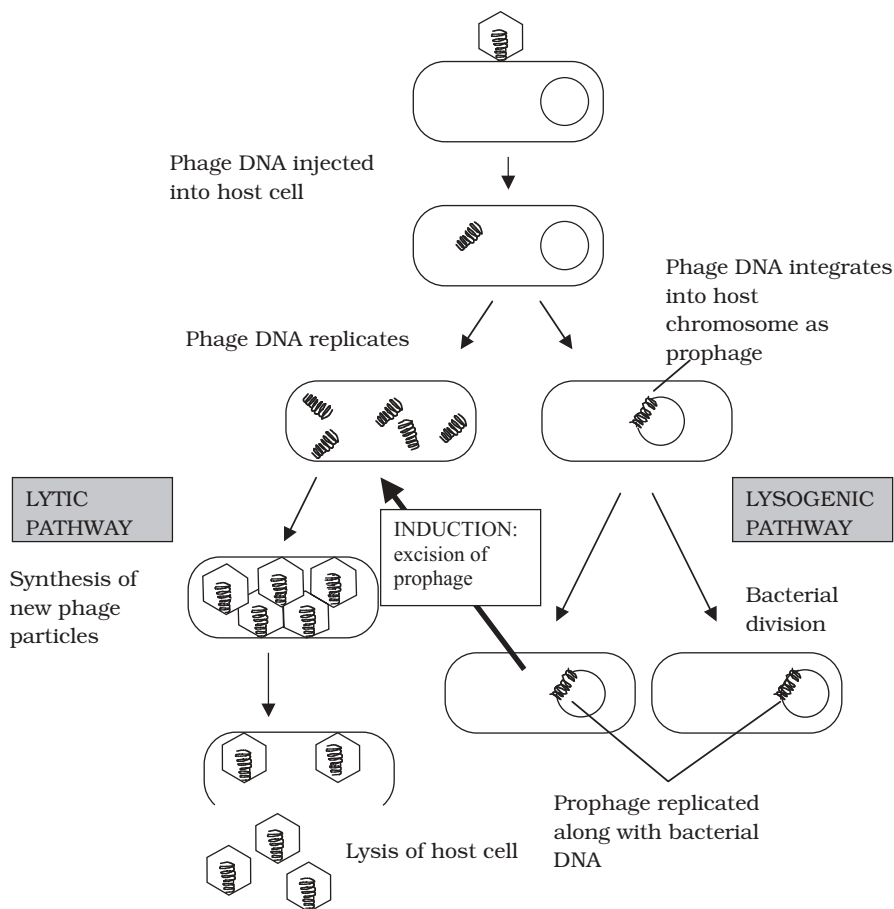 Phage DNA injected
into host cell
Phage DNA integrates
into host
chromosome as
prophage
Phage DNA replicates
LYTIC
PATHWAY
INDUCTION:
excision of
prophage
LYSOGENIC
PATHWAY
Synthesis of
new phage
particles
Bacterial
division
Prophage replicated
along with bacterial
DNA
Lysis of host cell